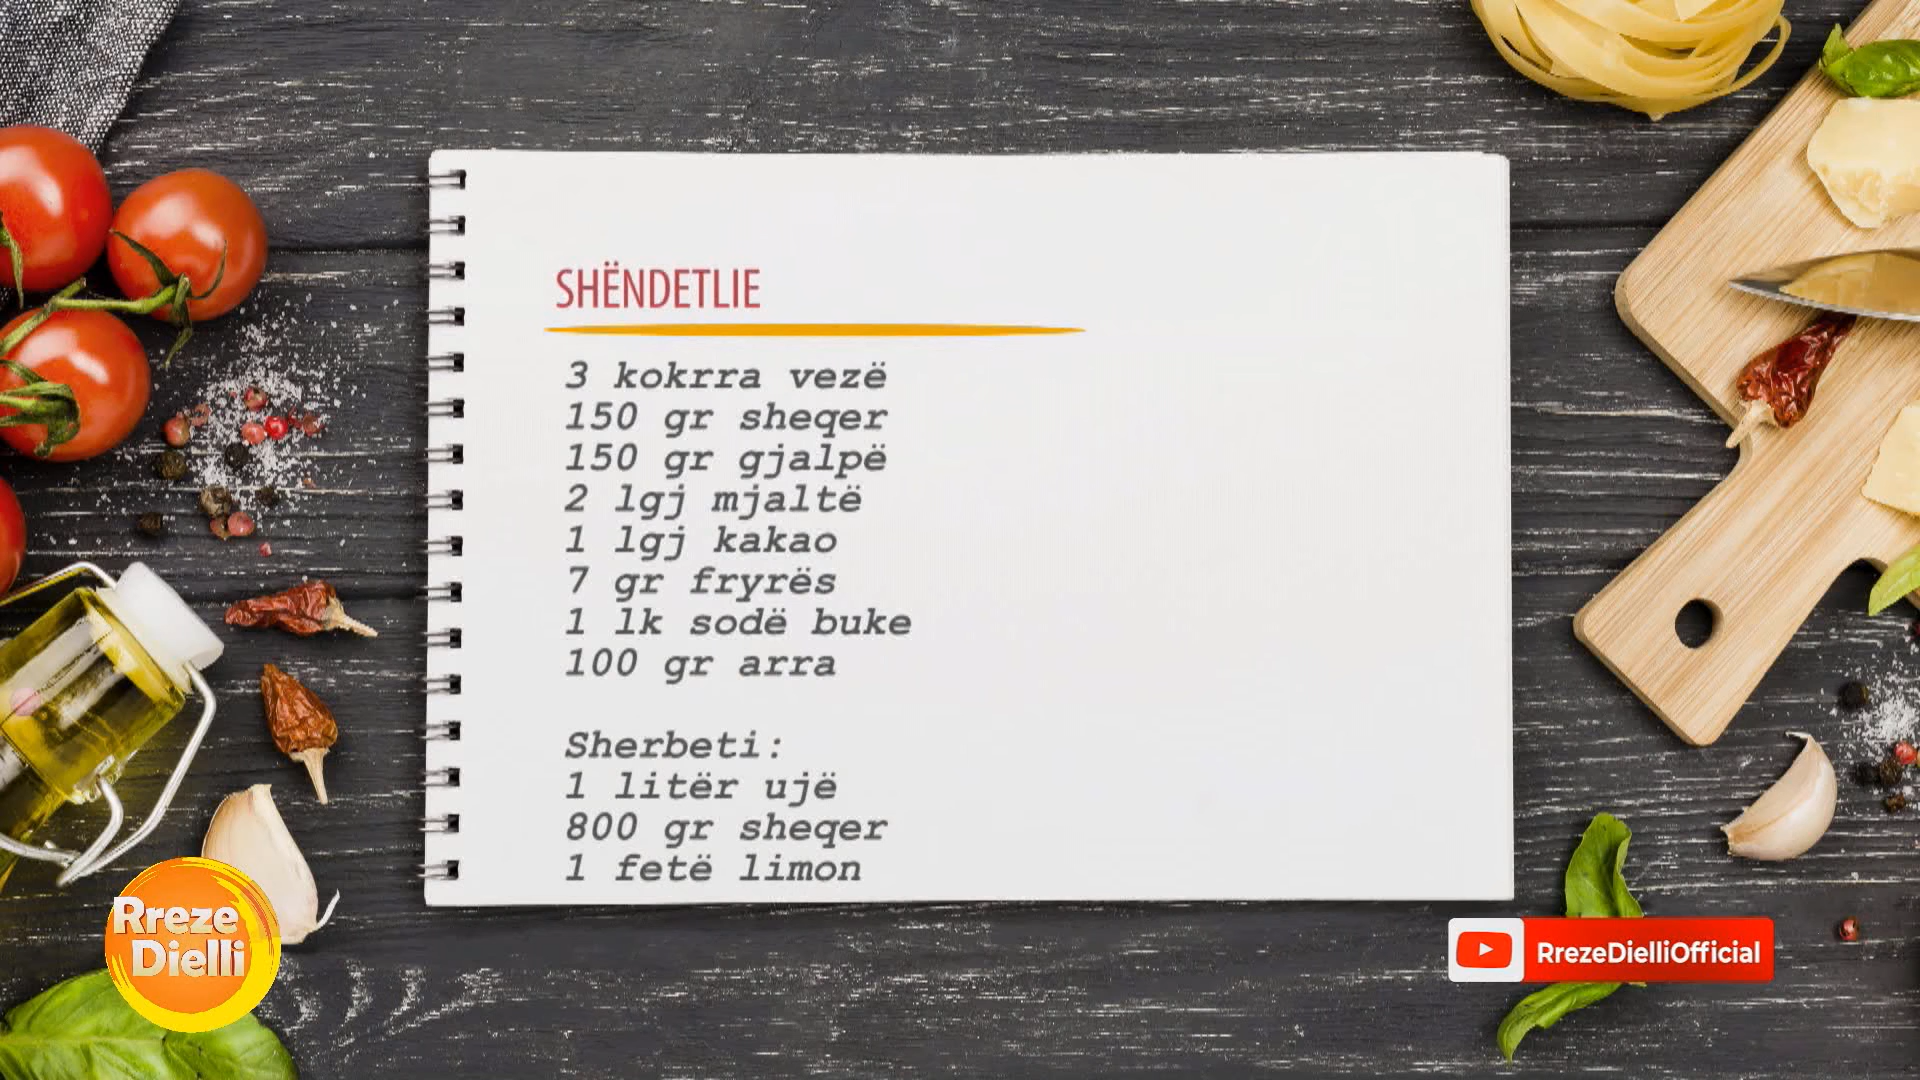 SHËNDETLIE
3 kokrra vezë
150 gr sheqer
150 gr gjalpë
2 lgj mjaltë
1 lgj kakao
7 gr fryrës
1 lk sodë buke
100 gr arra
Sherbeti:
1 litër ujë
800 gr sheqer
1 fetë limon
Rreze
Dielli
RrezeDielliOfficial